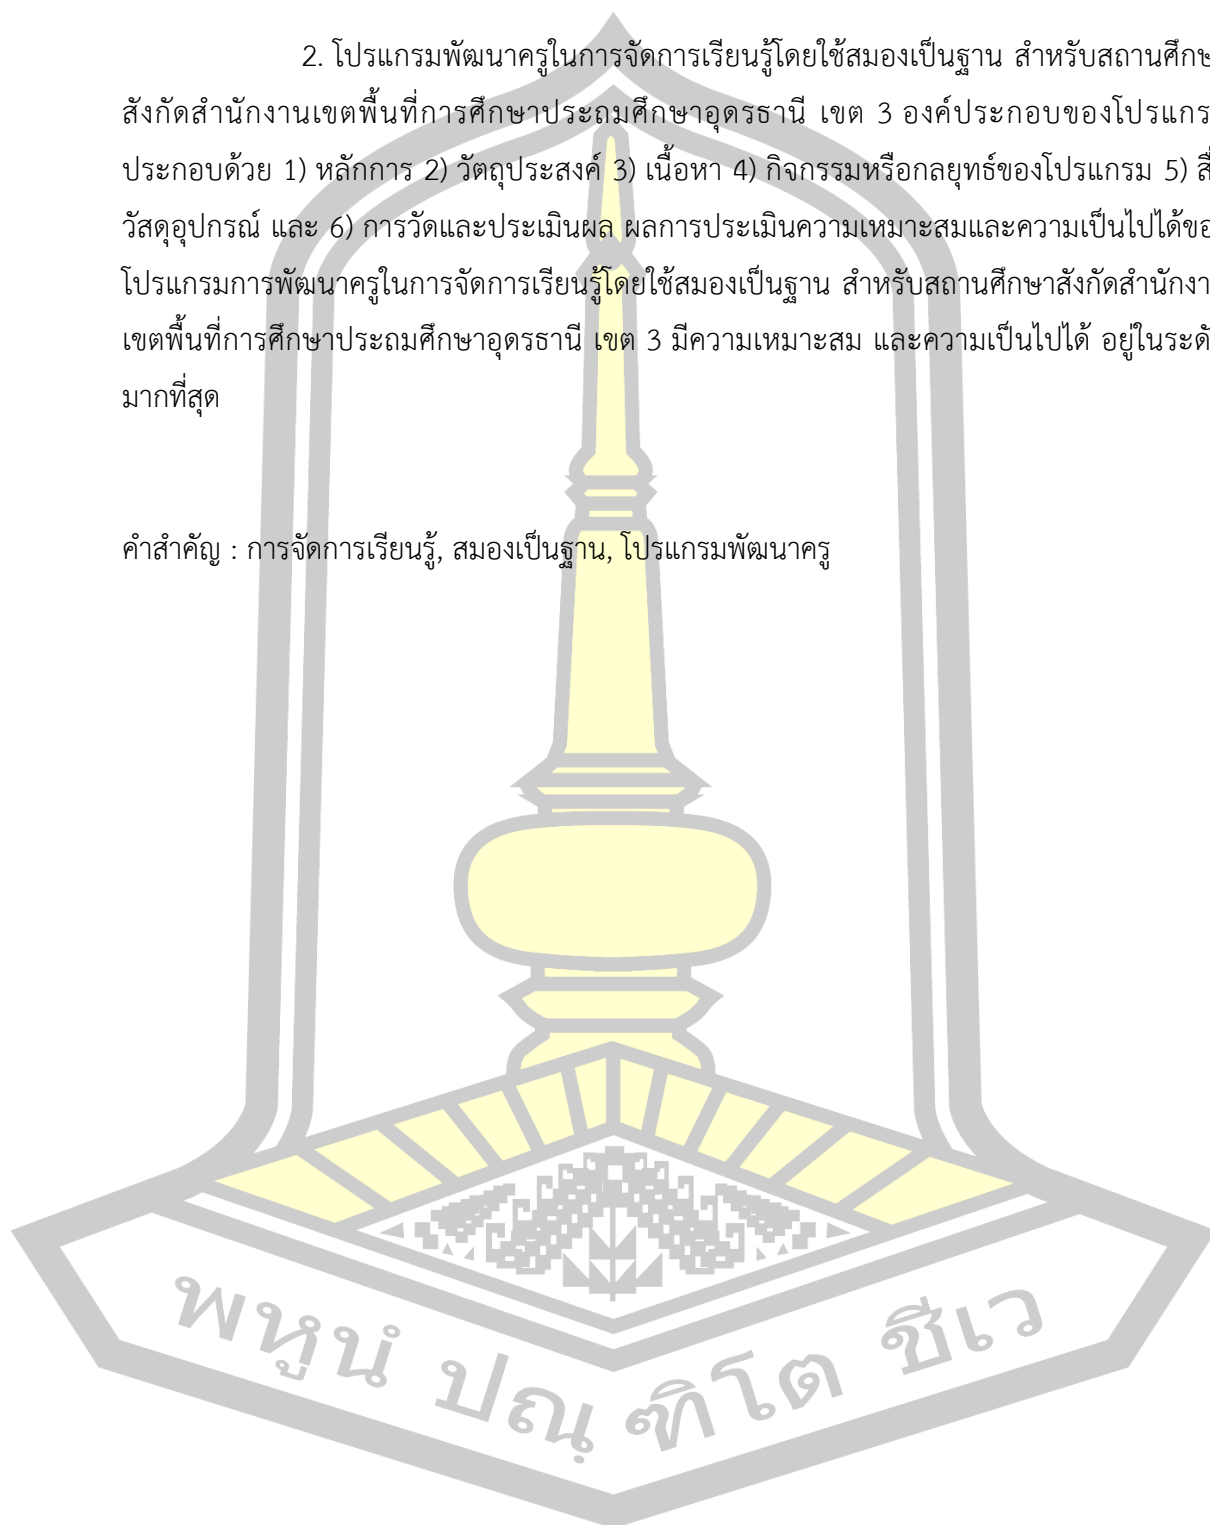 2. โปรแกรมพัฒนาครูในการจัดการเรียนรู้โดยใช้สมองเป็นฐาน สำหรับสถานศึกษ
สังกัดสำนักงานเขตพื้นที่การศึกษาประถมศึกษาอุดรธานี เขต 3 องค์ประกอบของโปรแกร
ประกอบด้วย 1) หลักการ 2) วัตถุประสงค์ 3) เนื้อหา 4) กิจกรรมหรือกลยุทธ์ของโปรแกรม 5) สื่
วัสดุอุปกรณ์ และ 6) การวัดและประเมินผล ผลการประเมินความเหมาะสมและความเป็นไปได้ขอ
โปรแกรมการพัฒนาครูในการจัดการเรียนรู้โดยใช้สมองเป็นฐาน สำหรับสถานศึกษาสังกัดสำนักงา
เขตพื้นที่การศึกษาประถมศึกษาอุดรธานี เขต 3 มีความเหมาะสม และความเป็นไปได้ อยู่ในระดั
มากที่สุด
คำสำคัญ : การจัดการเรียนรู้, สมองเป็นฐาน, โปรแกรมพัฒนาครู
พหูนํ ปณฺฑิโต ชีเว